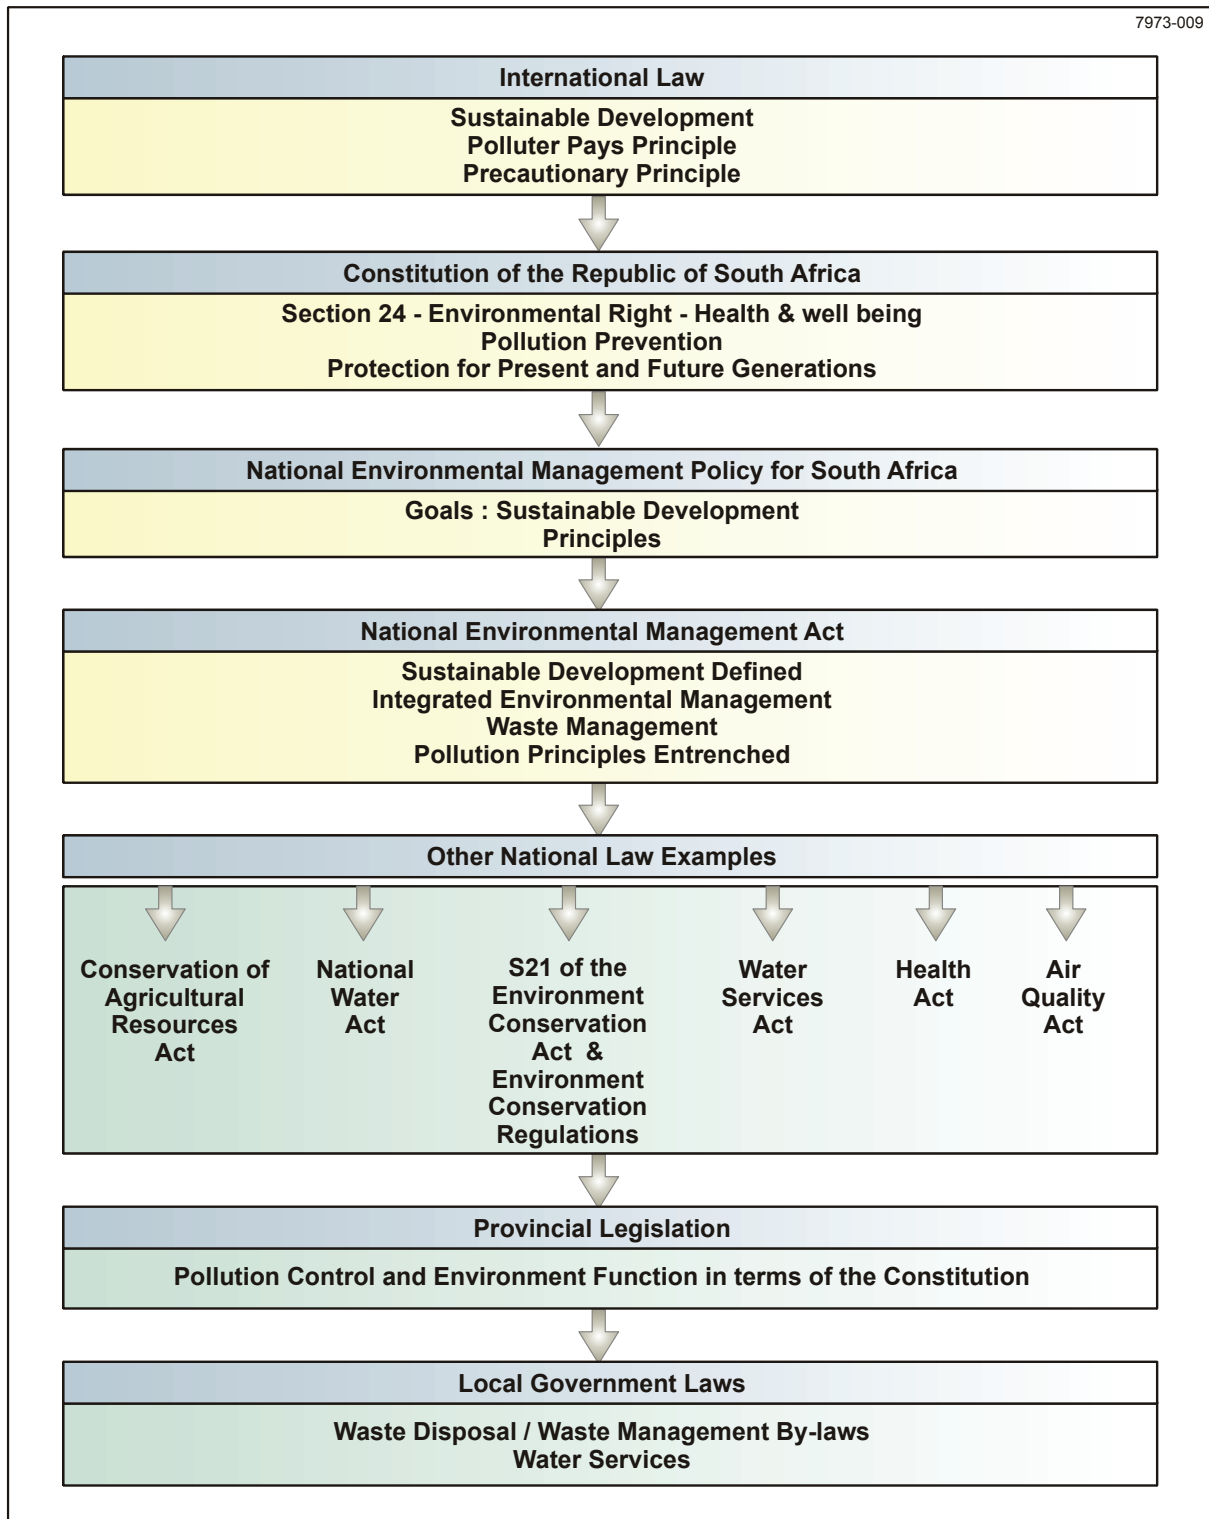 7973-009
International Law
Sustainable Development
Polluter Pays Principle
Precautionary Principle
Constitution of the Republic of South Africa
Section 24 - Environmental Right - Health & well being
Pollution Prevention
Protection for Present and Future Generations
National Environmental Management Policy for South Africa
Goals : Sustainable Development
Principles
National Environmental Management Act
Sustainable Development Defined
Integrated Environmental Management
Waste Management
Pollution Principles Entrenched
Other National Law Examples
Conservation of
Agricultural
Resources
Act
National
Water
Act
S21 of the
Environment
Conservation
Act &
Environment
Conservation
Regulations
Water
Services
Act
Health
Act
Air
Quality
Act
Provincial Legislation
Pollution Control and Environment Function in terms of the Constitution
Local Government Laws
Waste Disposal / Waste Management By-laws
Water Services